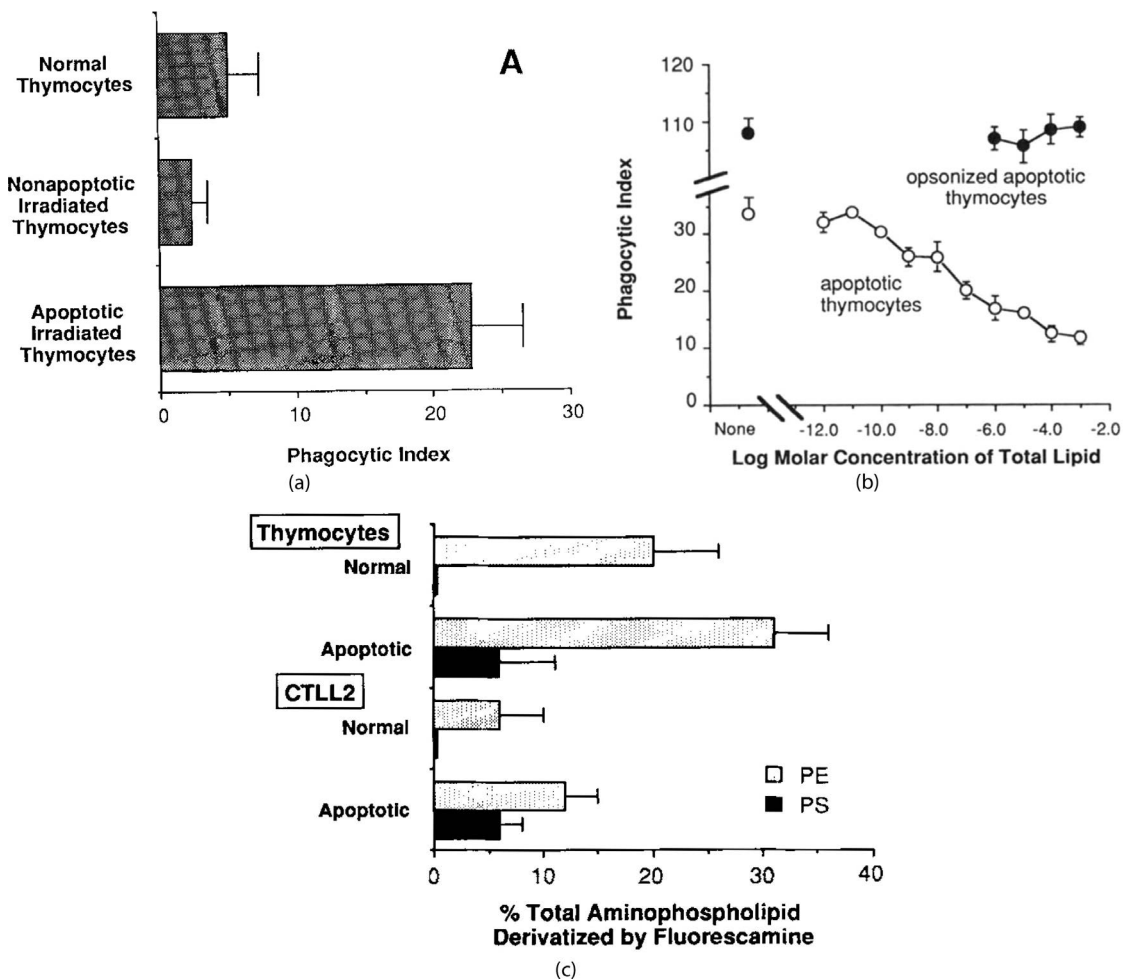 Normal
Thymocytes
Nonapoptotic
Irradiated
Thymocytes
Apoptotic
Irradiated
Thymocytes
0 10 20 30
Phagocytic Index
(a)
A
120
110
30
20
10
0
Phagocytic Index
opsonized apoptotic
thymocytes
apoptotic
thymocytes
None -12.0 -10.0 -8.0 -6.0 -4.0 -2.0
Log Molar Concentration of Total Lipid
(b)
Thymocytes
Normal
Apoptotic
CTLL2
Normal
Apoptotic
PE
PS
0 10 20 30 40
% Total Aminophospholipid
Derivatized by Fluorescamine
(c)